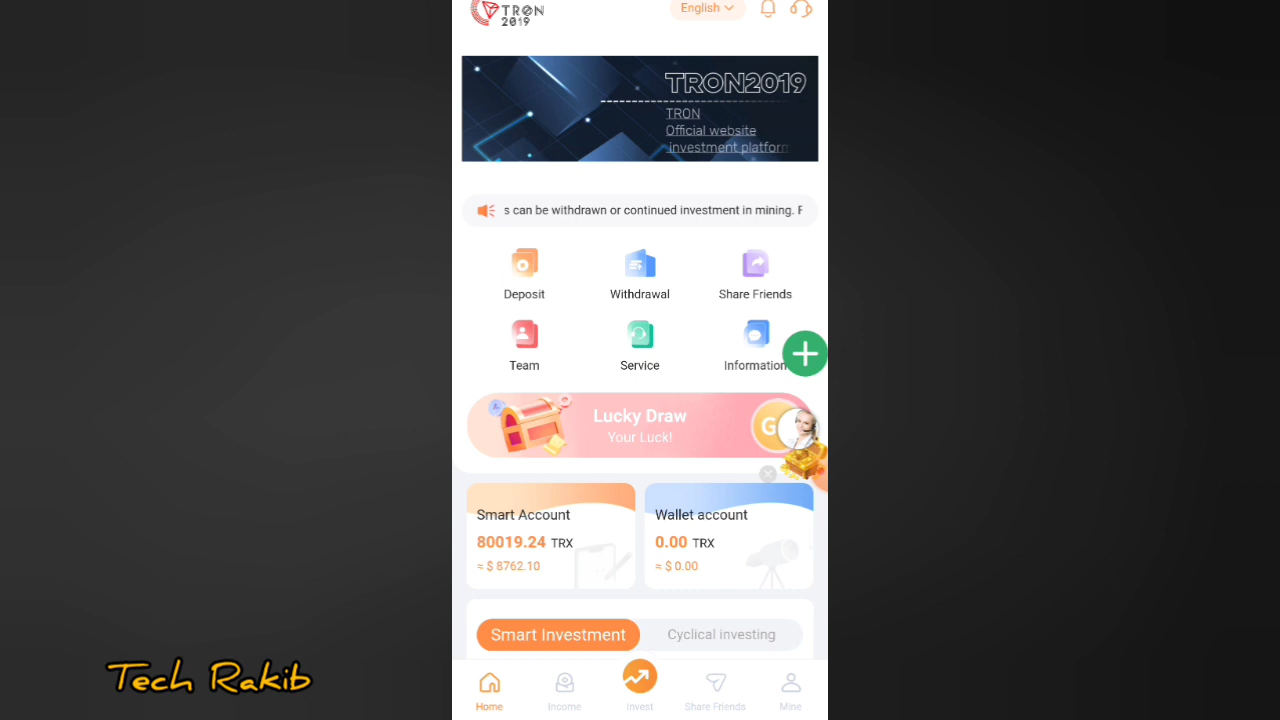 TRON
2019
English
TRON2019
TRON
Official website
investment platform
s can be withdrawn or continued investment in mining. F
Deposit
Withdrawal
Share Friends
Team
Service
Information
Lucky Draw
Your Luck!
G
Smart Account
80019.24 TRX
≈ $ 8762.10
Wallet account
0.00 TRX
≈ $ 0.00
Smart Investment
Cyclical investing
Home
Income
Invest
Share Friends
Mine
Tech Rakib